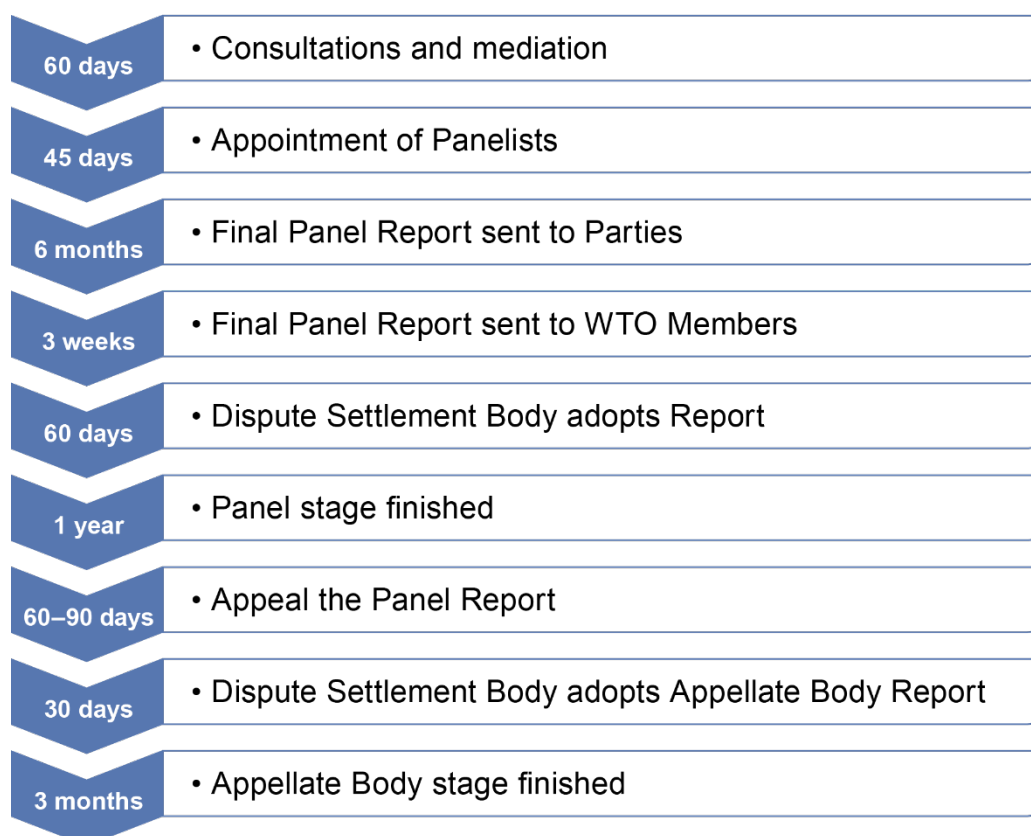 60 days
• Consultations and mediation
45 days
• Appointment of Panelists
6 months
• Final Panel Report sent to Parties
3 weeks
• Final Panel Report sent to WTO Members
60 days
• Dispute Settlement Body adopts Report
1 year
• Panel stage finished
60–90 days
• Appeal the Panel Report
30 days
• Dispute Settlement Body adopts Appellate Body Report
3 months
• Appellate Body stage finished